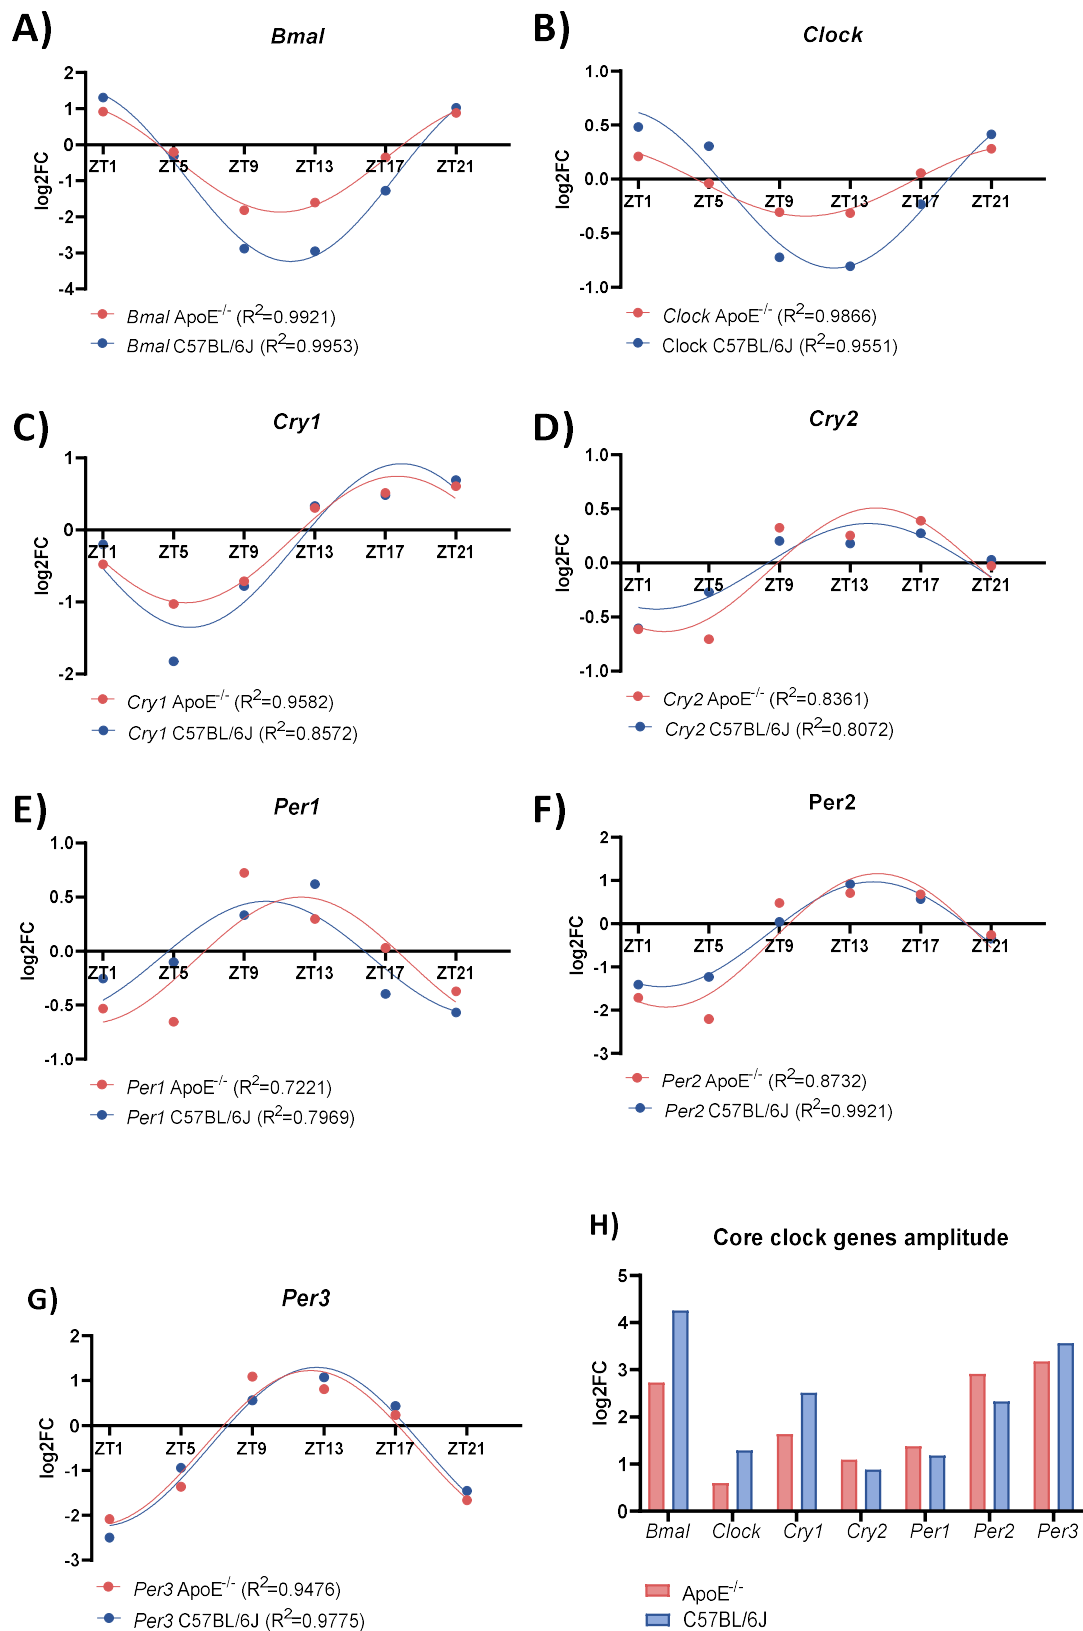 A)
Bmal
2
1
0
-1
-2
-3
-4
log2FC
ZT1 ZT5 ZT9 ZT13 ZT17 ZT21
Bmal ApoE-/- (R2=0.9921)
Bmal C57BL/6J (R2=0.9953)
B)
Clock
1.0
0.5
0.0
-0.5
-1.0
log2FC
ZT1 ZT5 ZT9 ZT13 ZT17 ZT21
Clock ApoE-/- (R2=0.9866)
Clock C57BL/6J (R2=0.9551)
C)
Cry1
1
0
-1
-2
log2FC
ZT1 ZT5 ZT9 ZT13 ZT17 ZT21
Cry1 ApoE-/- (R2=0.9582)
Cry1 C57BL/6J (R2=0.8572)
D)
Cry2
1.0
0.5
0.0
-0.5
-1.0
log2FC
ZT1 ZT5 ZT9 ZT13 ZT17 ZT21
Cry2 ApoE-/- (R2=0.8361)
Cry2 C57BL/6J (R2=0.8072)
E)
Per1
1.0
0.5
0.0
-0.5
-1.0
log2FC
ZT1 ZT5 ZT9 ZT13 ZT17 ZT21
Per1 ApoE-/- (R2=0.7221)
Per1 C57BL/6J (R2=0.7969)
F)
Per2
2
1
0
-1
-2
-3
log2FC
ZT1 ZT5 ZT9 ZT13 ZT17 ZT21
Per2 ApoE-/- (R2=0.8732)
Per2 C57BL/6J (R2=0.9921)
G)
Per3
2
1
0
-1
-2
-3
log2FC
ZT1 ZT5 ZT9 ZT13 ZT17 ZT21
Per3 ApoE-/- (R2=0.9476)
Per3 C57BL/6J (R2=0.9775)
H)
Core clock genes amplitude
5
4
3
2
1
0
log2FC
Bmal Clock Cry1 Cry2 Per1 Per2 Per3
ApoE-/-
C57BL/6J